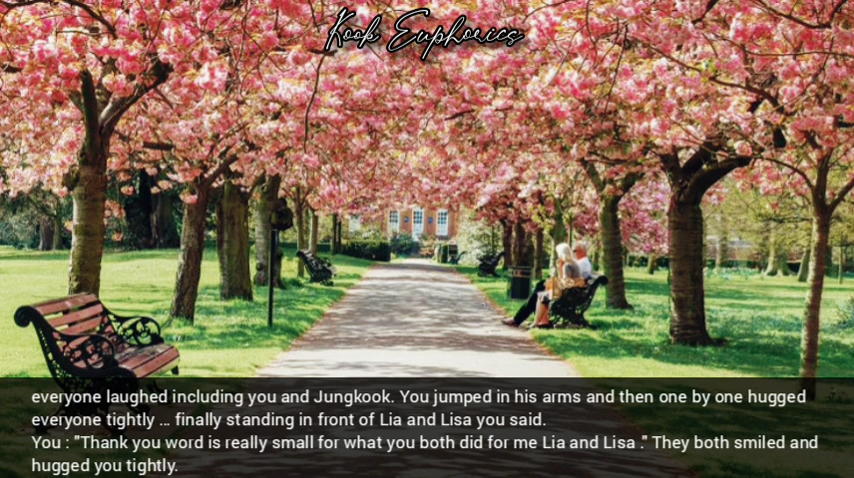 Kook Euphorics
everyone laughed including you and Jungkook. You jumped in his arms and then one by one hugged
everyone tightly ... finally standing in front of Lia and Lisa you said.
You : "Thank you word is really small for what you both did for me Lia and Lisa ." They both smiled and
hugged you tightly.